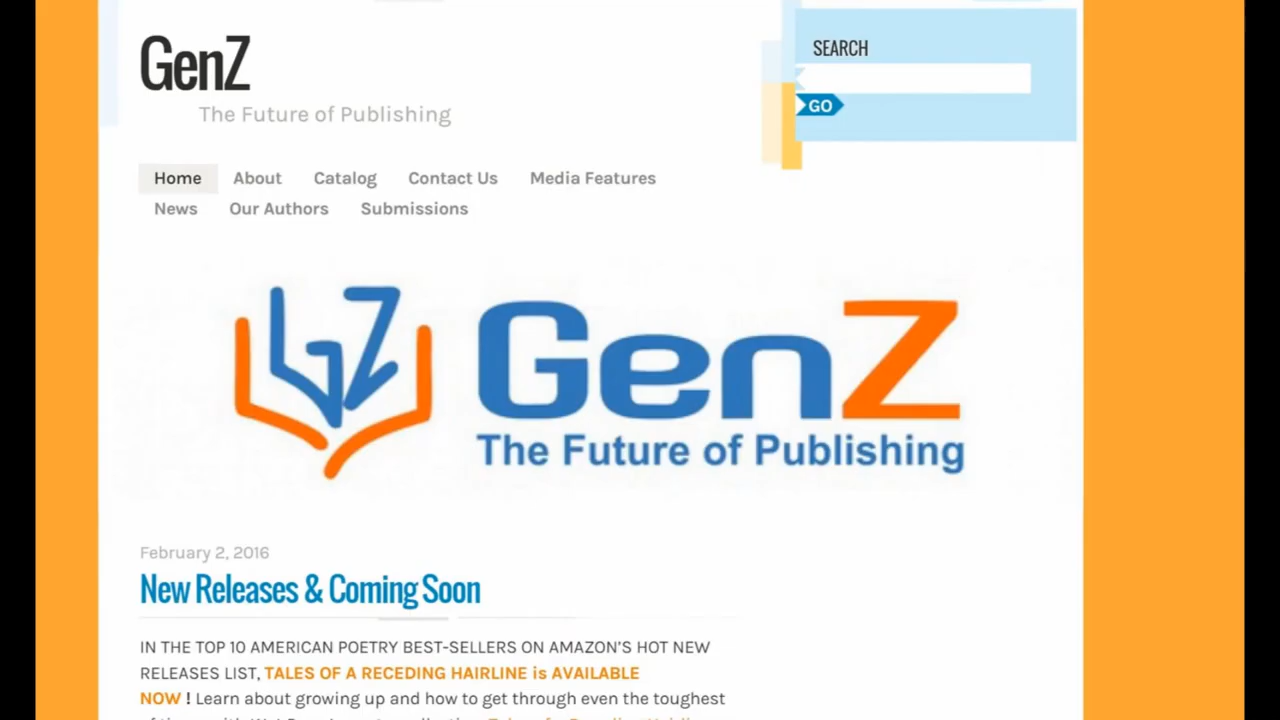 GenZ
The Future of Publishing
SEARCH
GO
Home About Catalog Contact Us Media Features
News Our Authors Submissions
GZ
GenZ
The Future of Publishing
February 2, 2016
New Releases & Coming Soon
IN THE TOP 10 AMERICAN POETRY BEST-SELLERS ON AMAZON'S HOT NEW
RELEASES LIST, TALES OF A RECEDING HAIRLINE is AVAILABLE
NOW ! Learn about growing up and how to get through even the toughest